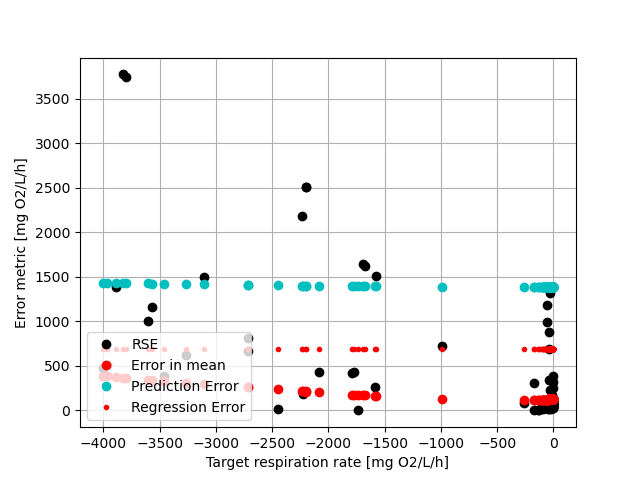 3500
3000
2500
2000
1500
1000
500
0
Error metric [mg O2/L/h]
RSE
Error in mean
Prediction Error
Regression Error
−4000 −3500 −3000 −2500 −2000 −1500 −1000 −500 0
Target respiration rate [mg O2/L/h]